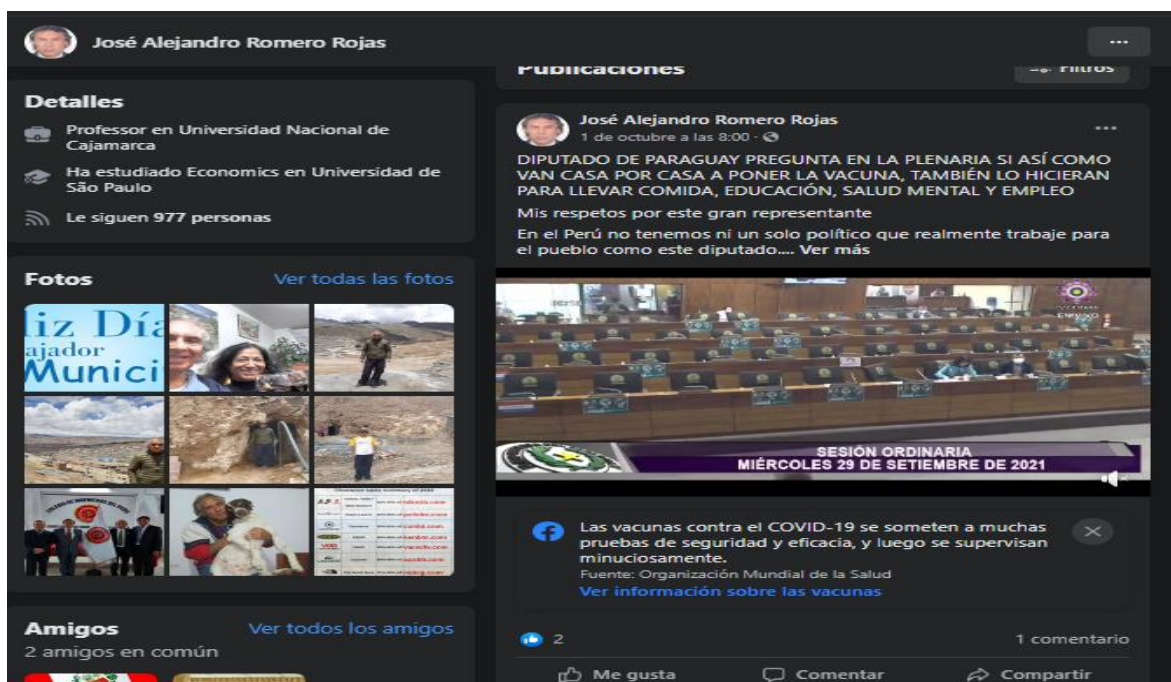 José Alejandro Romero Rojas
Detalles
Professor en Universidad Nacional de
Cajamarca
Ha estudiado Economics en Universidad de
São Paulo
Le siguen 977 personas
Fotos
Ver todas las fotos
liz Día
ajador
Munici
Amigos
Ver todos los amigos
2 amigos en común
Publicaciones
Filtros
José Alejandro Romero Rojas
1 de octubre a las 8:00 ·
DIPUTADO DE PARAGUAY PREGUNTA EN LA PLENARIA SI ASÍ COMO
VAN CASA POR CASA A PONER LA VACUNA, TAMBIÉN LO HICIERAN
PARA LLEVAR COMIDA, EDUCACIÓN, SALUD MENTAL Y EMPLEO
Mis respetos por este gran representante
En el Perú no tenemos ni un solo político que realmente trabaje para
el pueblo como este diputado.... Ver más
SESIÓN ORDINARIA
MIÉRCOLES 29 DE SETIEMBRE DE 2021
Las vacunas contra el COVID-19 se someten a muchas
pruebas de seguridad y eficacia, y luego se supervisan
minuciosamente.
Fuente: Organización Mundial de la Salud
Ver información sobre las vacunas
2
1 comentario
Me gusta
Comentar
Compartir